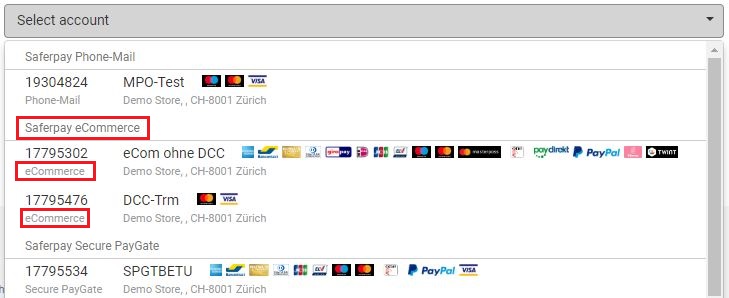 Select account
Saferpay Phone-Mail
19304824 MPO-Test VISA
Phone-Mail Demo Store, , CH-8001 Zürich
Saferpay eCommerce
17795302 eCom ohne DCC giropay masterpass paydirekt PayPal TWINT VISA
eCommerce Demo Store, , CH-8001 Zürich
17795476 DCC-Trm VISA
eCommerce Demo Store, , CH-8001 Zürich
Saferpay Secure PayGate
17795534 SPGTBETU PayPal VISA
Secure PayGate Demo Store, , CH-8001 Zürich